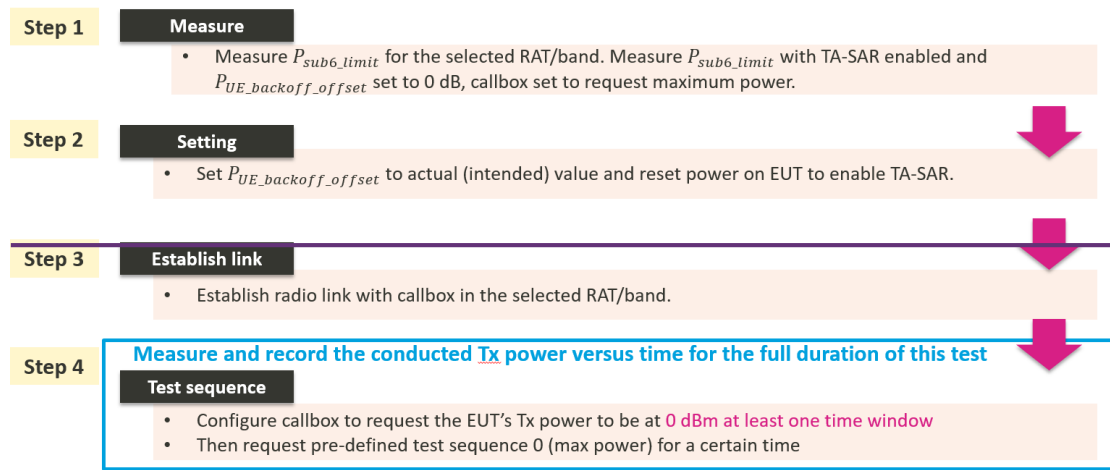 Step 1
Measure
• Measure P_sub6_limit for the selected RAT/band. Measure P_sub6_limit with TA-SAR enabled and
P_UE_backoff_offset set to 0 dB, callbox set to request maximum power.
Step 2
Setting
• Set P_UE_backoff_offset to actual (intended) value and reset power on EUT to enable TA-SAR.
Step 3
Establish link
• Establish radio link with callbox in the selected RAT/band.
Step 4
Measure and record the conducted Tx power versus time for the full duration of this test
Test sequence
• Configure callbox to request the EUT’s Tx power to be at 0 dBm at least one time window
• Then request pre-defined test sequence 0 (max power) for a certain time